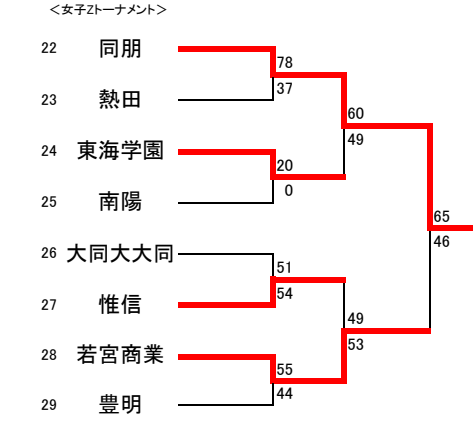 ＜女子Zトーナメント＞
22 同朋
78
37
23 熱田
60
49
24 東海学園
20
0
25 南陽
65
46
26 大同大大同
51
54
27 惟信
49
53
28 若宮商業
55
44
29 豊明